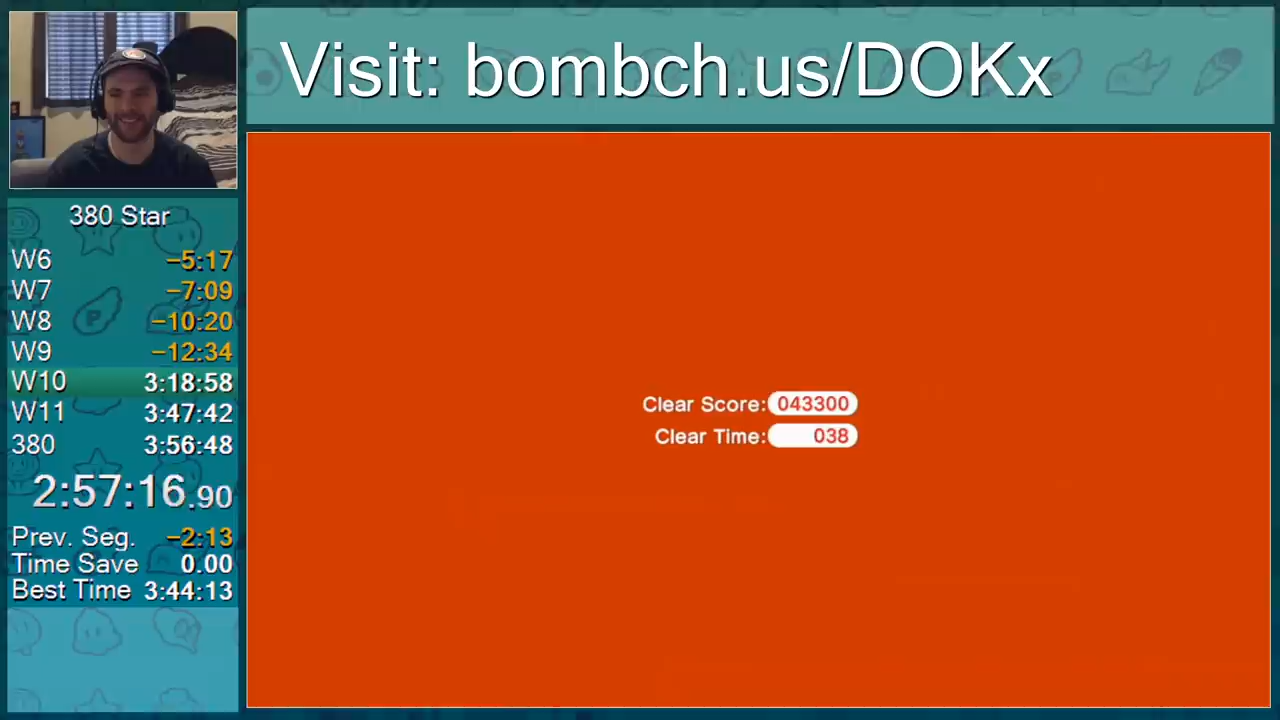 Visit: bombch.us/DOKx
380 Star
W6 -5:17
W7 -7:09
W8 -10:20
W9 -12:34
W10 3:18:58
W11 3:47:42
380 3:56:48
2:57:16.90
Prev. Seg. -2:13
Time Save 0.00
Best Time 3:44:13
Clear Score: 043300
Clear Time: 038